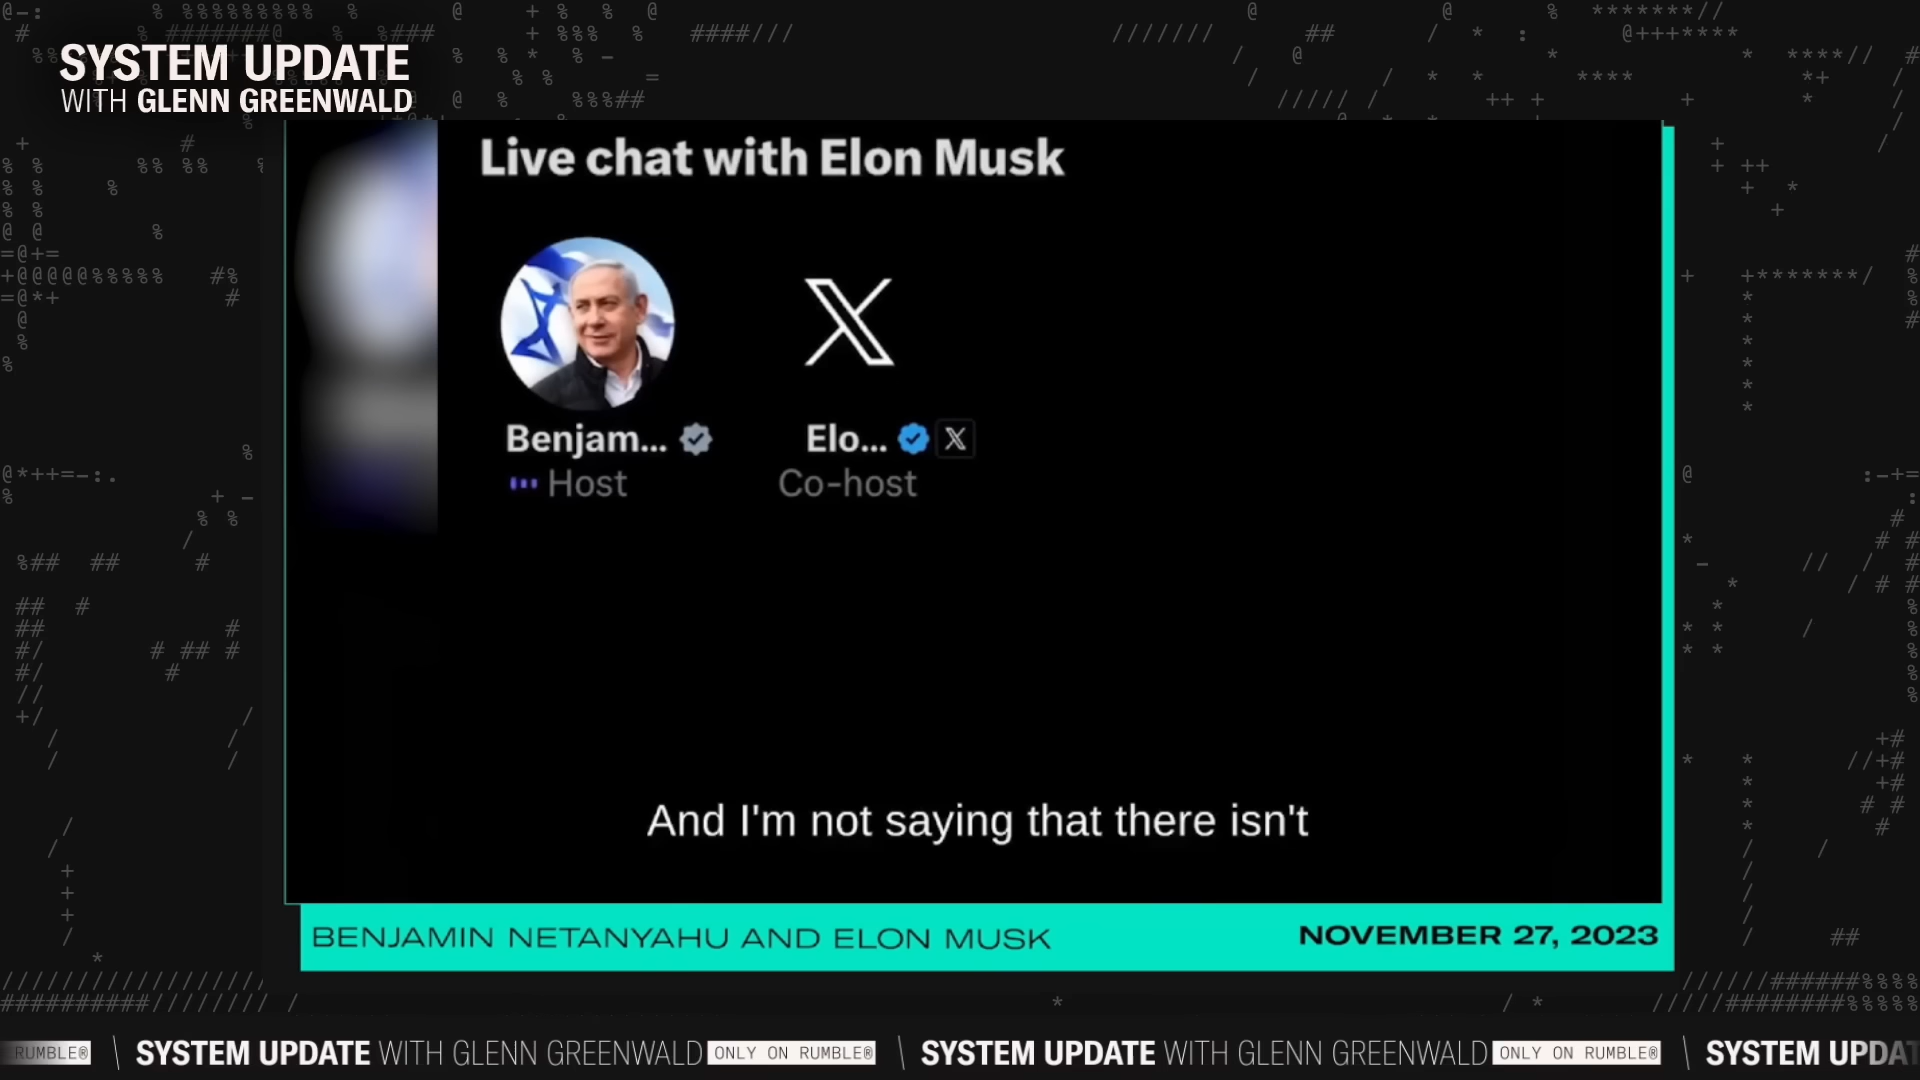 SYSTEM UPDATE
WITH GLENN GREENWALD
Live chat with Elon Musk
Benjam... Elo...
Host Co-host
And I'm not saying that there isn't
BENJAMIN NETANYAHU AND ELON MUSK NOVEMBER 27, 2023
RUMBLE® \ SYSTEM UPDATE WITH GLENN GREENWALD ONLY ON RUMBLE® \ SYSTEM UPDATE WITH GLENN GREENWALD ONLY ON RUMBLE® \ SYSTEM UPDAT